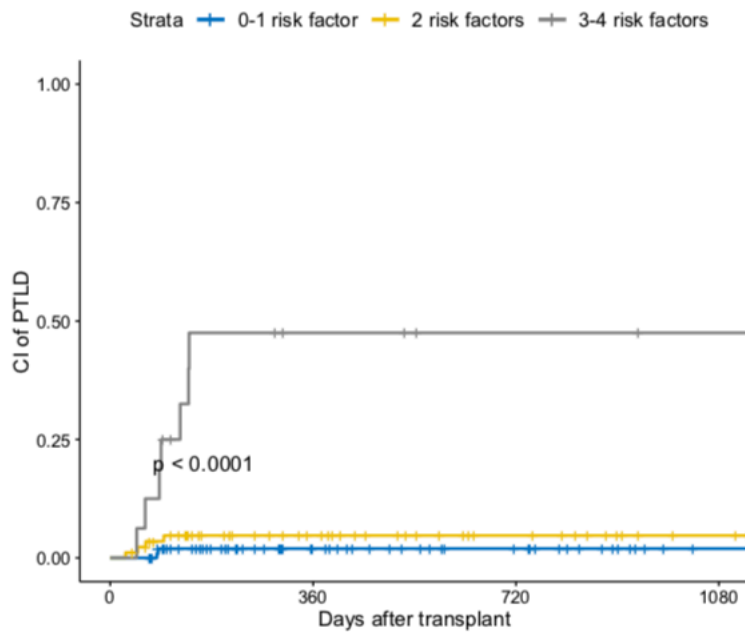 Strata 0-1 risk factor 2 risk factors 3-4 risk factors
1.00
0.75
0.50
0.25
0.00
CI of PTLD
p < 0.0001
0 360 720 1080
Days after transplant